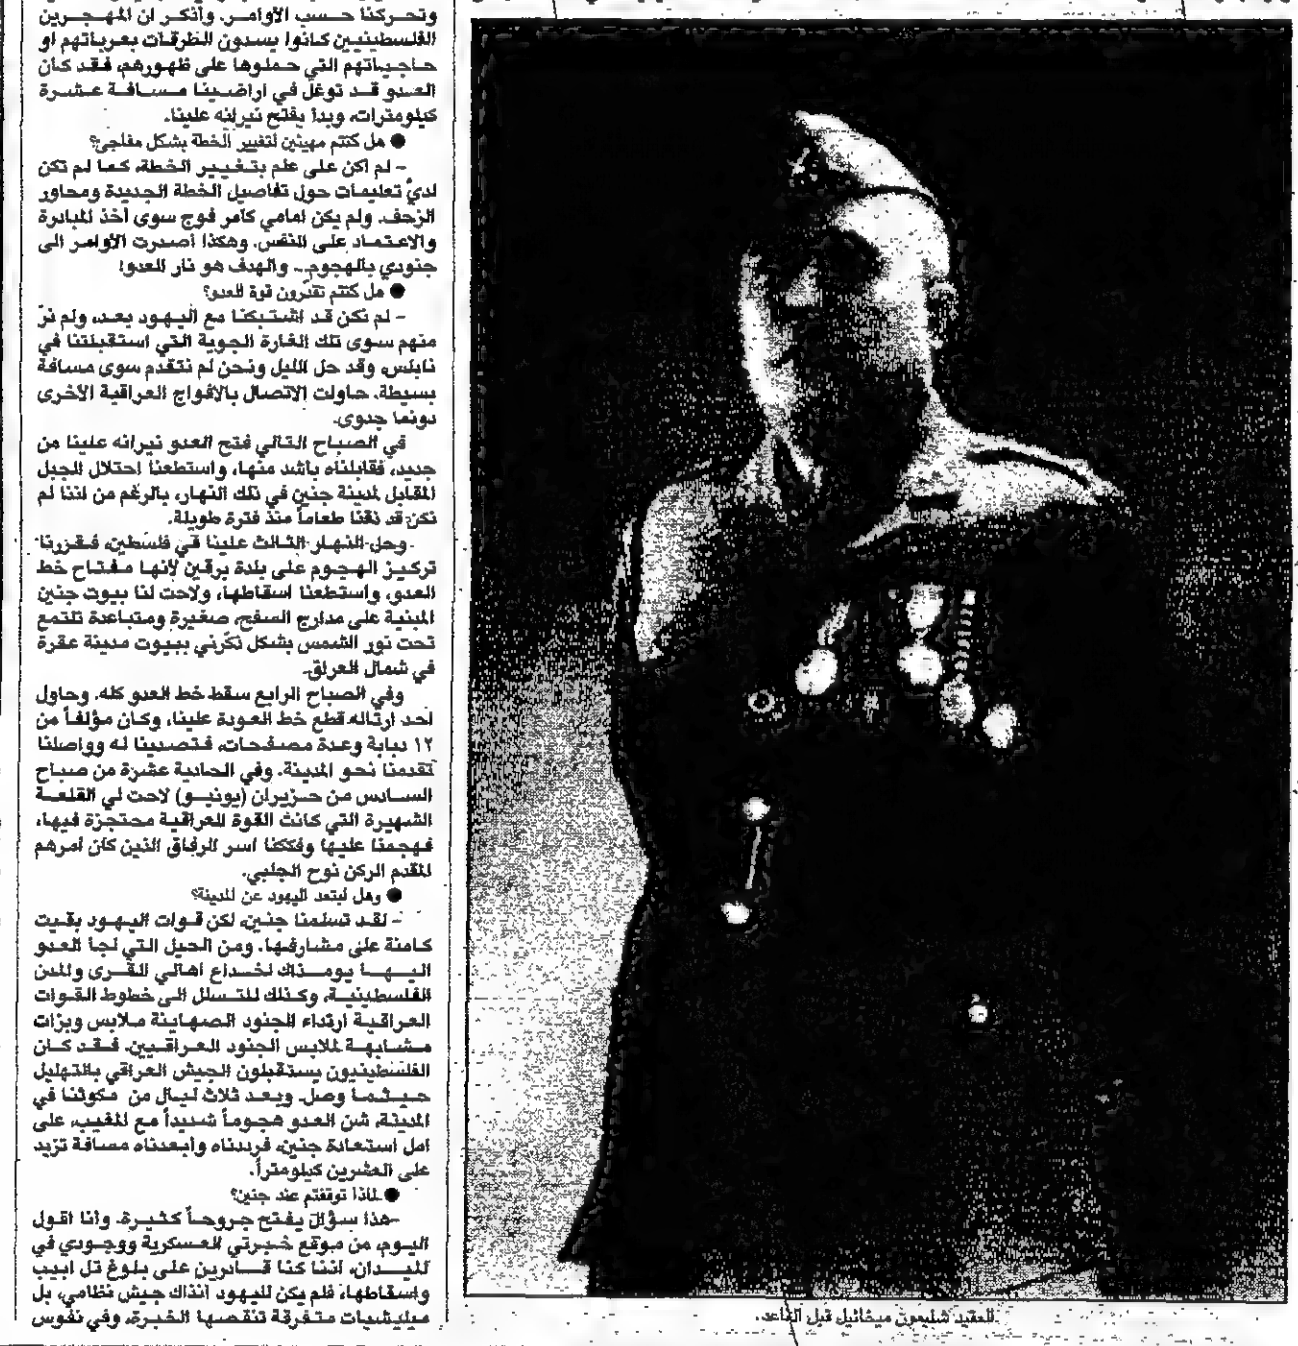 وتحركنا حسب الأوامر. وأذكر ان المهجرين
الفلسطينيين كانوا يسدون الطرقات بعرباتهم او
حاجياتهم التي حملوها على ظهورهم، فقد كان
العدو قد توغل في اراضينا مسافة عشرة
كيلومترات، وبدأ يفتح نيرانه علينا.
● هل كنتم مهيئين لتغيير الخطة بشكل مفاجئ؟
- لم اكن على علم بتغيير الخطة، كما لم تكن
لديّ تعليمات حول تفاصيل الخطة الجديدة ومحاور
الزحف. ولم يكن امامي كآمر فوج سوى أخذ المبادرة
والاعتماد على النفس. وهكذا اصدرت الأوامر الى
جنودي بالهجوم.. والهدف هو نار العدو!
● هل كنتم تقدّرون قوة العدو؟
- لم نكن قد اشتبكنا مع اليهود بعد، ولم نرَ
منهم سوى تلك الغارة الجوية التي استقبلتنا في
نابلس، وقد حل الليل ونحن لم نتقدم سوى مسافة
بسيطة. حاولت الاتصال بالأفواج العراقية الاخرى
دونما جدوى.
في الصباح التالي فتح العدو نيرانه علينا من
جديد، فقابلناه بأشد منها، واستطعنا احتلال الجبل
المقابل لمدينة جنين في ذلك النهار، بالرغم من اننا لم
نكن قد ذقنا طعاماً منذ فترة طويلة.
وحل النهار الثالث علينا في فلسطين، فقررنا
تركيز الهجوم على بلدة برقين لأنها مفتاح خط
العدو، واستطعنا اسقاطها، ولاحت لنا بيوت جنين
المبنية على مدارج السفح، صغيرة ومتباعدة تلتمع
تحت نور الشمس بشكل ذكّرني ببيوت مدينة عقرة
في شمال العراق.
وفي الصباح الرابع سقط خط العدو كله. وحاول
احد ارتاله قطع خط العودة علينا، وكان مؤلفاً من
١٢ دبابة وعدة مصفحات، فتصدينا له وواصلنا
تقدمنا نحو المدينة. وفي الحادية عشرة من صباح
السادس من حزيران (يونيو) لاحت لي القلعة
الشهيرة التي كانت القوة العراقية محتجزة فيها،
فهجمنا عليها وفككنا اسر الرفاق الذين كان آمرهم
المقدم الركن نوح الجلبي.
● وهل ابتعد اليهود عن المدينة؟
- لقد تسلمنا جنين، لكن قوات اليهود بقيت
كامنة على مشارفها. ومن الحيل التي لجأ العدو
اليها يومذاك لخداع اهالي القرى والمدن
الفلسطينية، وكذلك للتسلل الى خطوط القوات
العراقية ارتداء الجنود الصهاينة ملابس وبزات
مشابهة لملابس الجنود العراقيين. فقد كان
الفلسطينيون يستقبلون الجيش العراقي بالتهليل
حيثما وصل. وبعد ثلاث ليال من مكوثنا في
المدينة، شن العدو هجوماً شديداً مع المغيب، على
امل استعادة جنين، فرددناه وأبعدناه مسافة تزيد
على العشرين كيلومتراً.
● لماذا توقفتم عند جنين؟
-هذا سؤال يفتح جروحاً كثيرة. وأنا اقول
اليوم، من موقع خبرتي العسكرية ووجودي في
الميدان، اننا كنا قادرين على بلوغ تل ابيب
واسقاطها، فلم يكن لليهود آنذاك جيش نظامي، بل
ميليشيات متفرقة تنقصها الخبرة، وفي نفوس
العقيد شليمون ميخائيل قبل التقاعد.